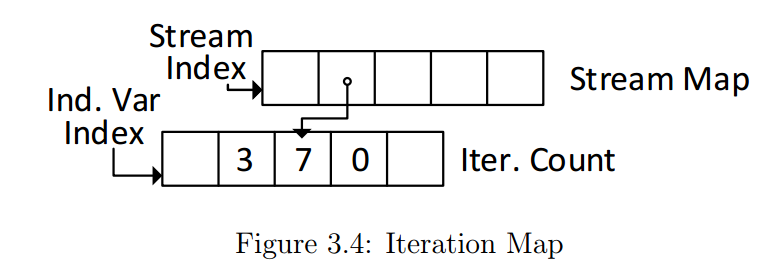 Stream
Index
Stream Map
Ind. Var
Index
3 7 0
Iter. Count
Figure 3.4: Iteration Map